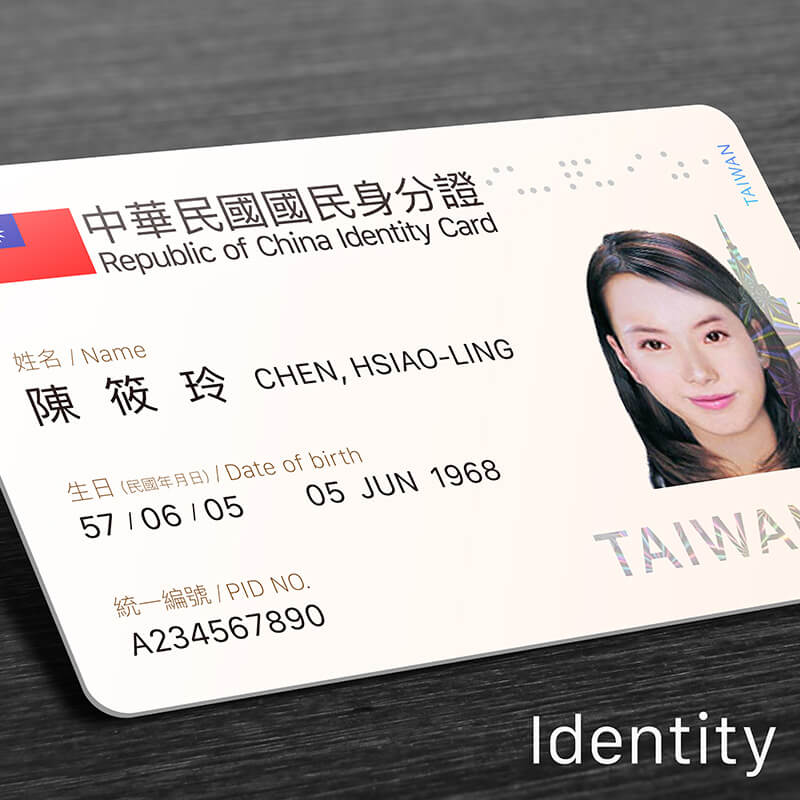 中華民國國民身分證
Republic of China Identity Card
TAIWAN
姓名 / Name
陳筱玲 CHEN, HSIAO-LING
生日 (民國年月日) / Date of birth
57 / 06 / 05 05 JUN 1968
統一編號 / PID NO.
A234567890
TAIWAN
Identity